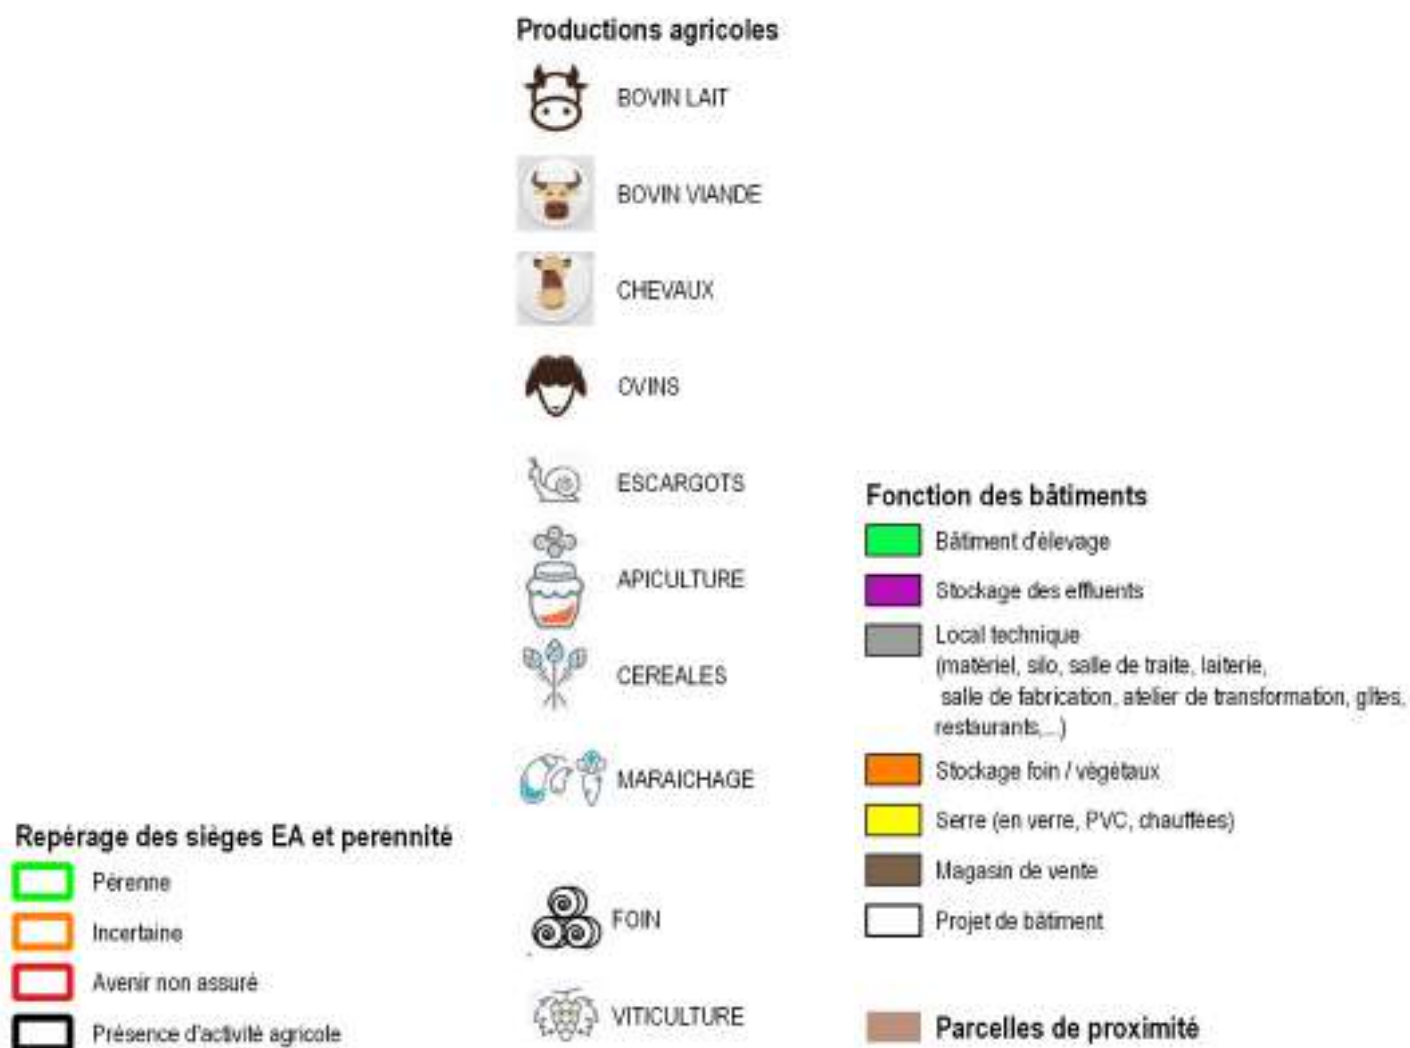 Productions agricoles
BOVIN LAIT
BOVIN VIANDE
CHEVAUX
OVINS
ESCARGOTS
APICULTURE
CEREALES
MARAICHAGE
FOIN
VITICULTURE
Repérage des sièges EA et perennité
Pérenne
Incertaine
Avenir non assuré
Présence d'activité agricole
Fonction des bâtiments
Bâtiment d'élevage
Stockage des effluents
Local technique
(matériel, silo, salle de traite, laiterie,
salle de fabrication, atelier de transformation, gîtes,
restaurants,...)
Stockage foin / végétaux
Serre (en verre, PVC, chauffées)
Magasin de vente
Projet de bâtiment
Parcelles de proximité